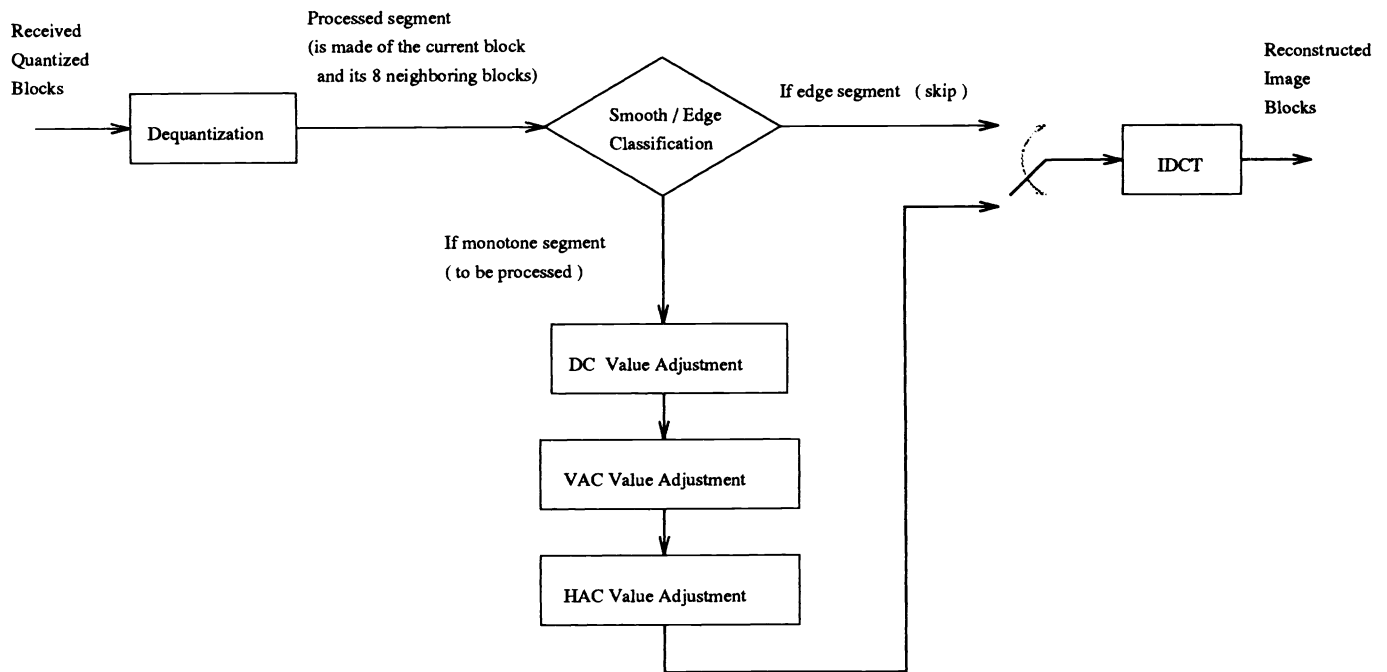 Received
Quantized
Blocks
Processed segment
(is made of the current block
and its 8 neighboring blocks)
Dequantization
Smooth / Edge
Classification
If edge segment ( skip )
Reconstructed
Image
Blocks
IDCT
If monotone segment
( to be processed )
DC Value Adjustment
VAC Value Adjustment
HAC Value Adjustment